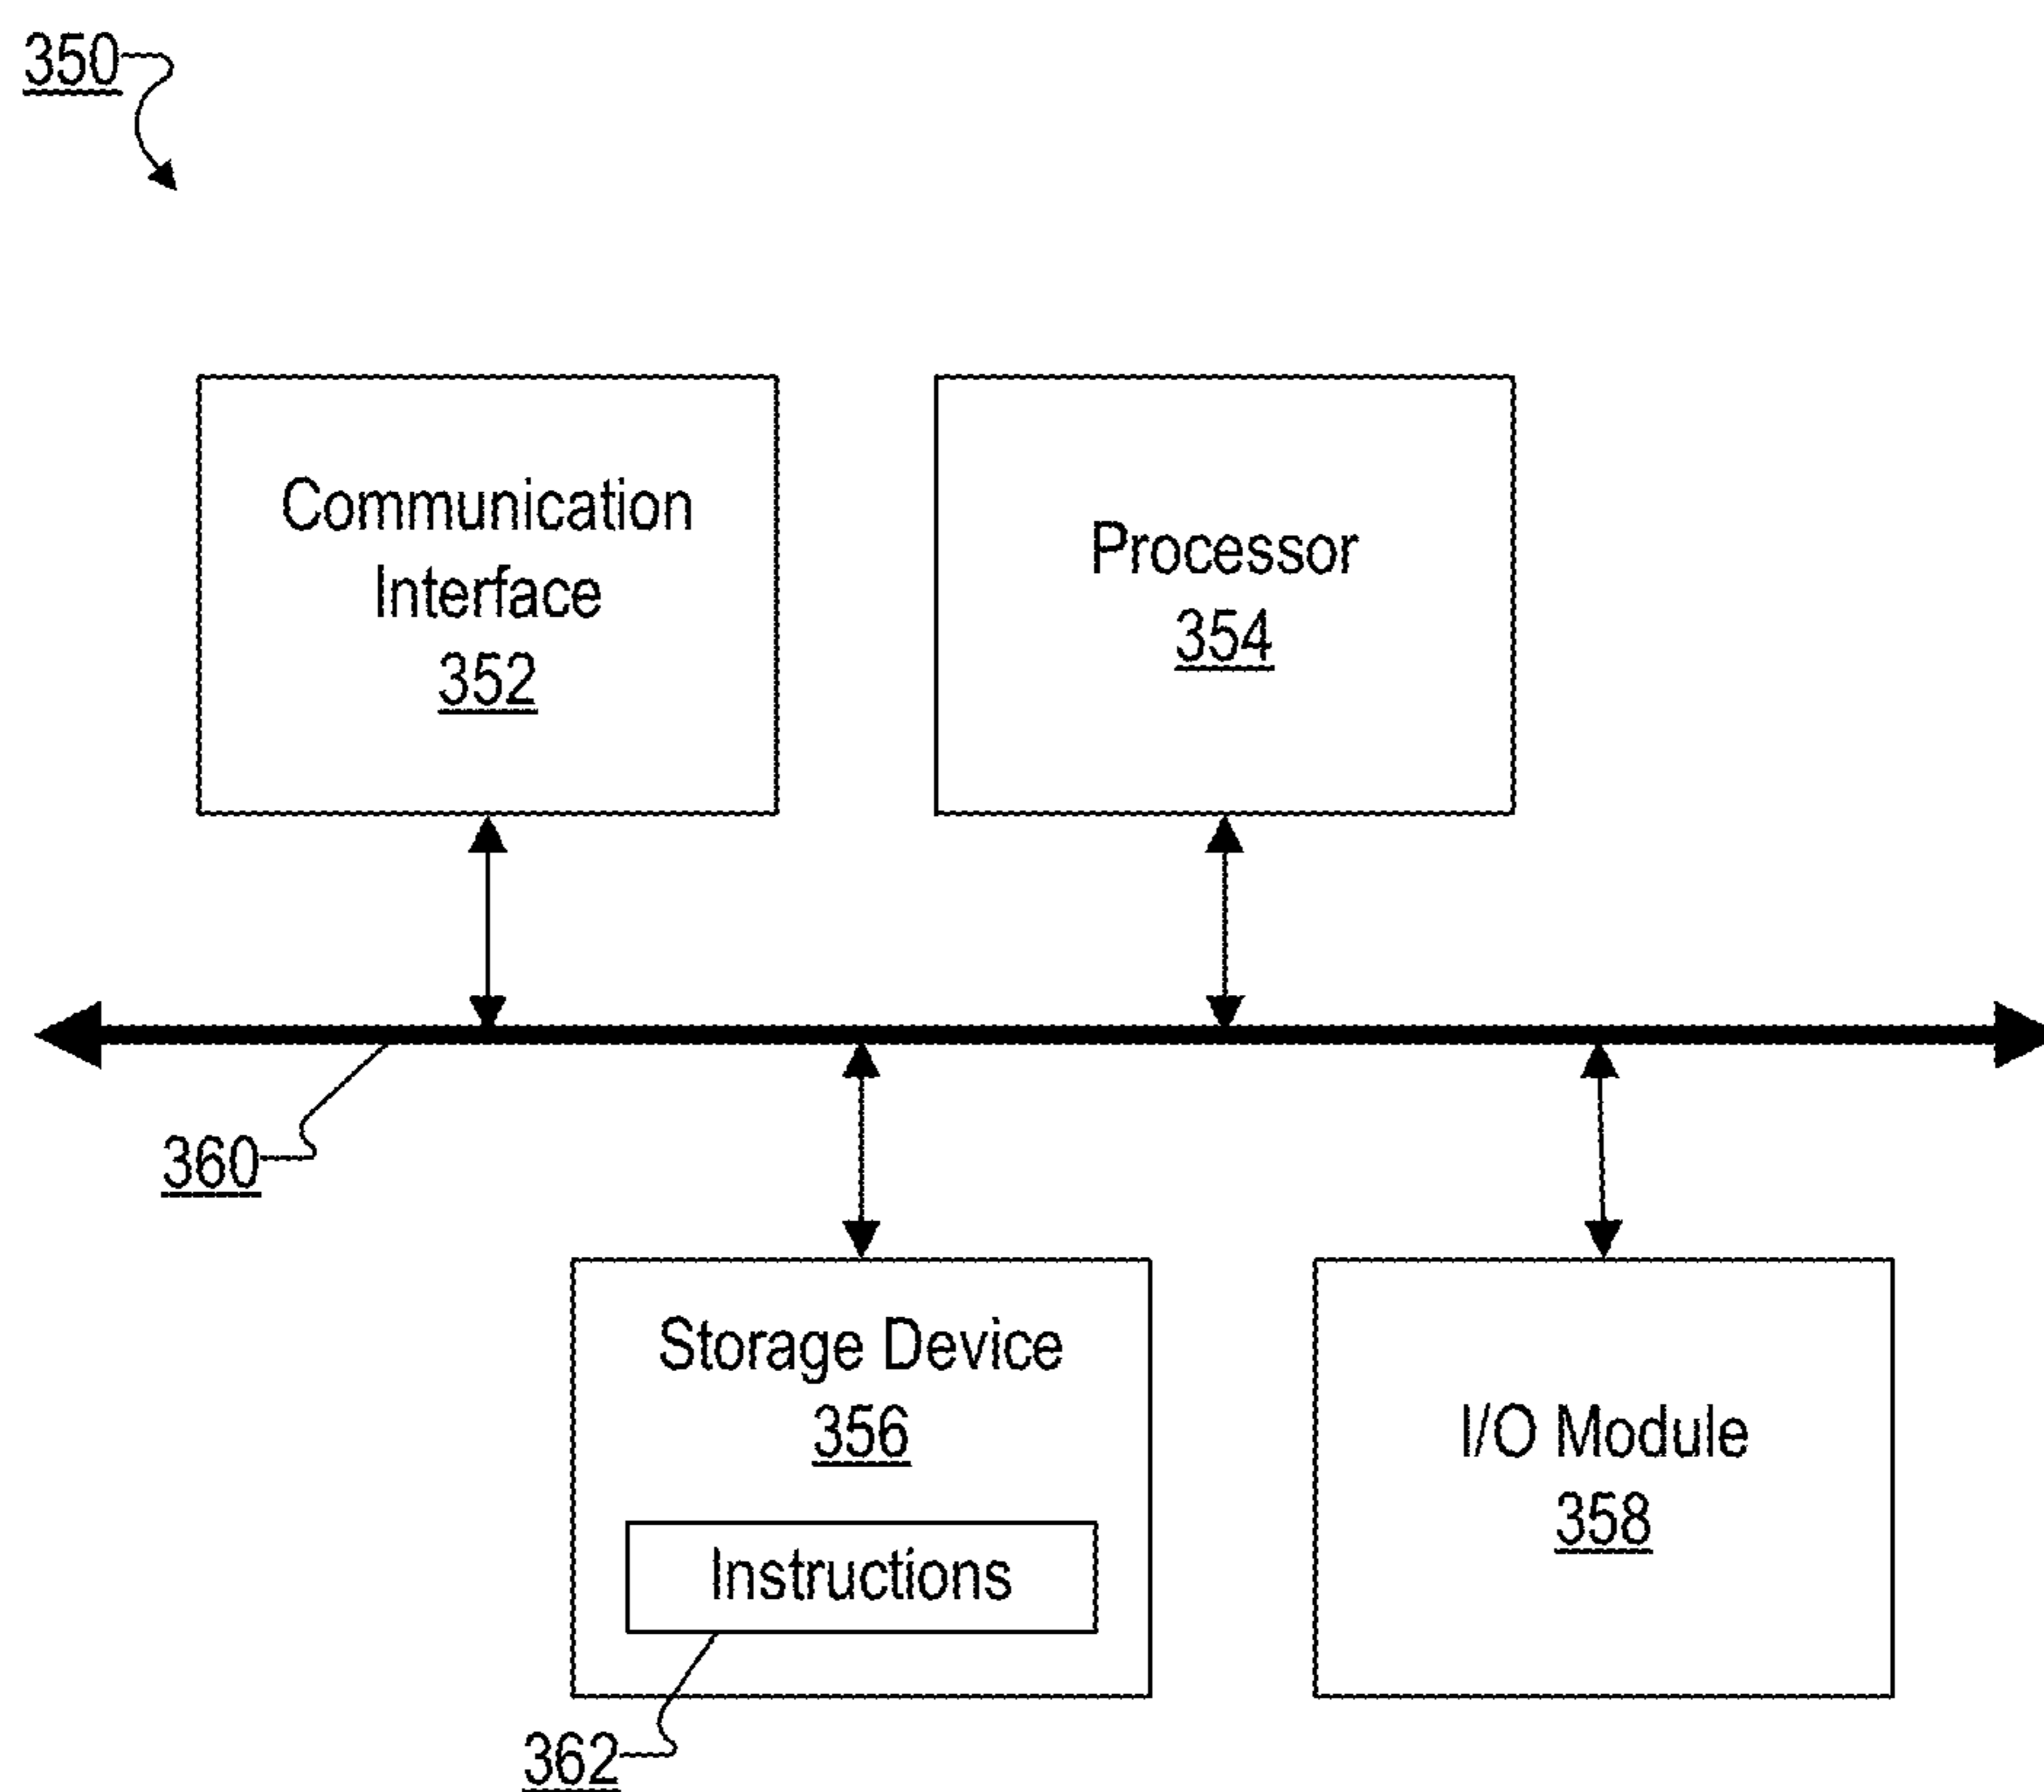 350
Communication
Interface
352
Processor
354
360
Storage Device
356
Instructions
I/O Module
358
362